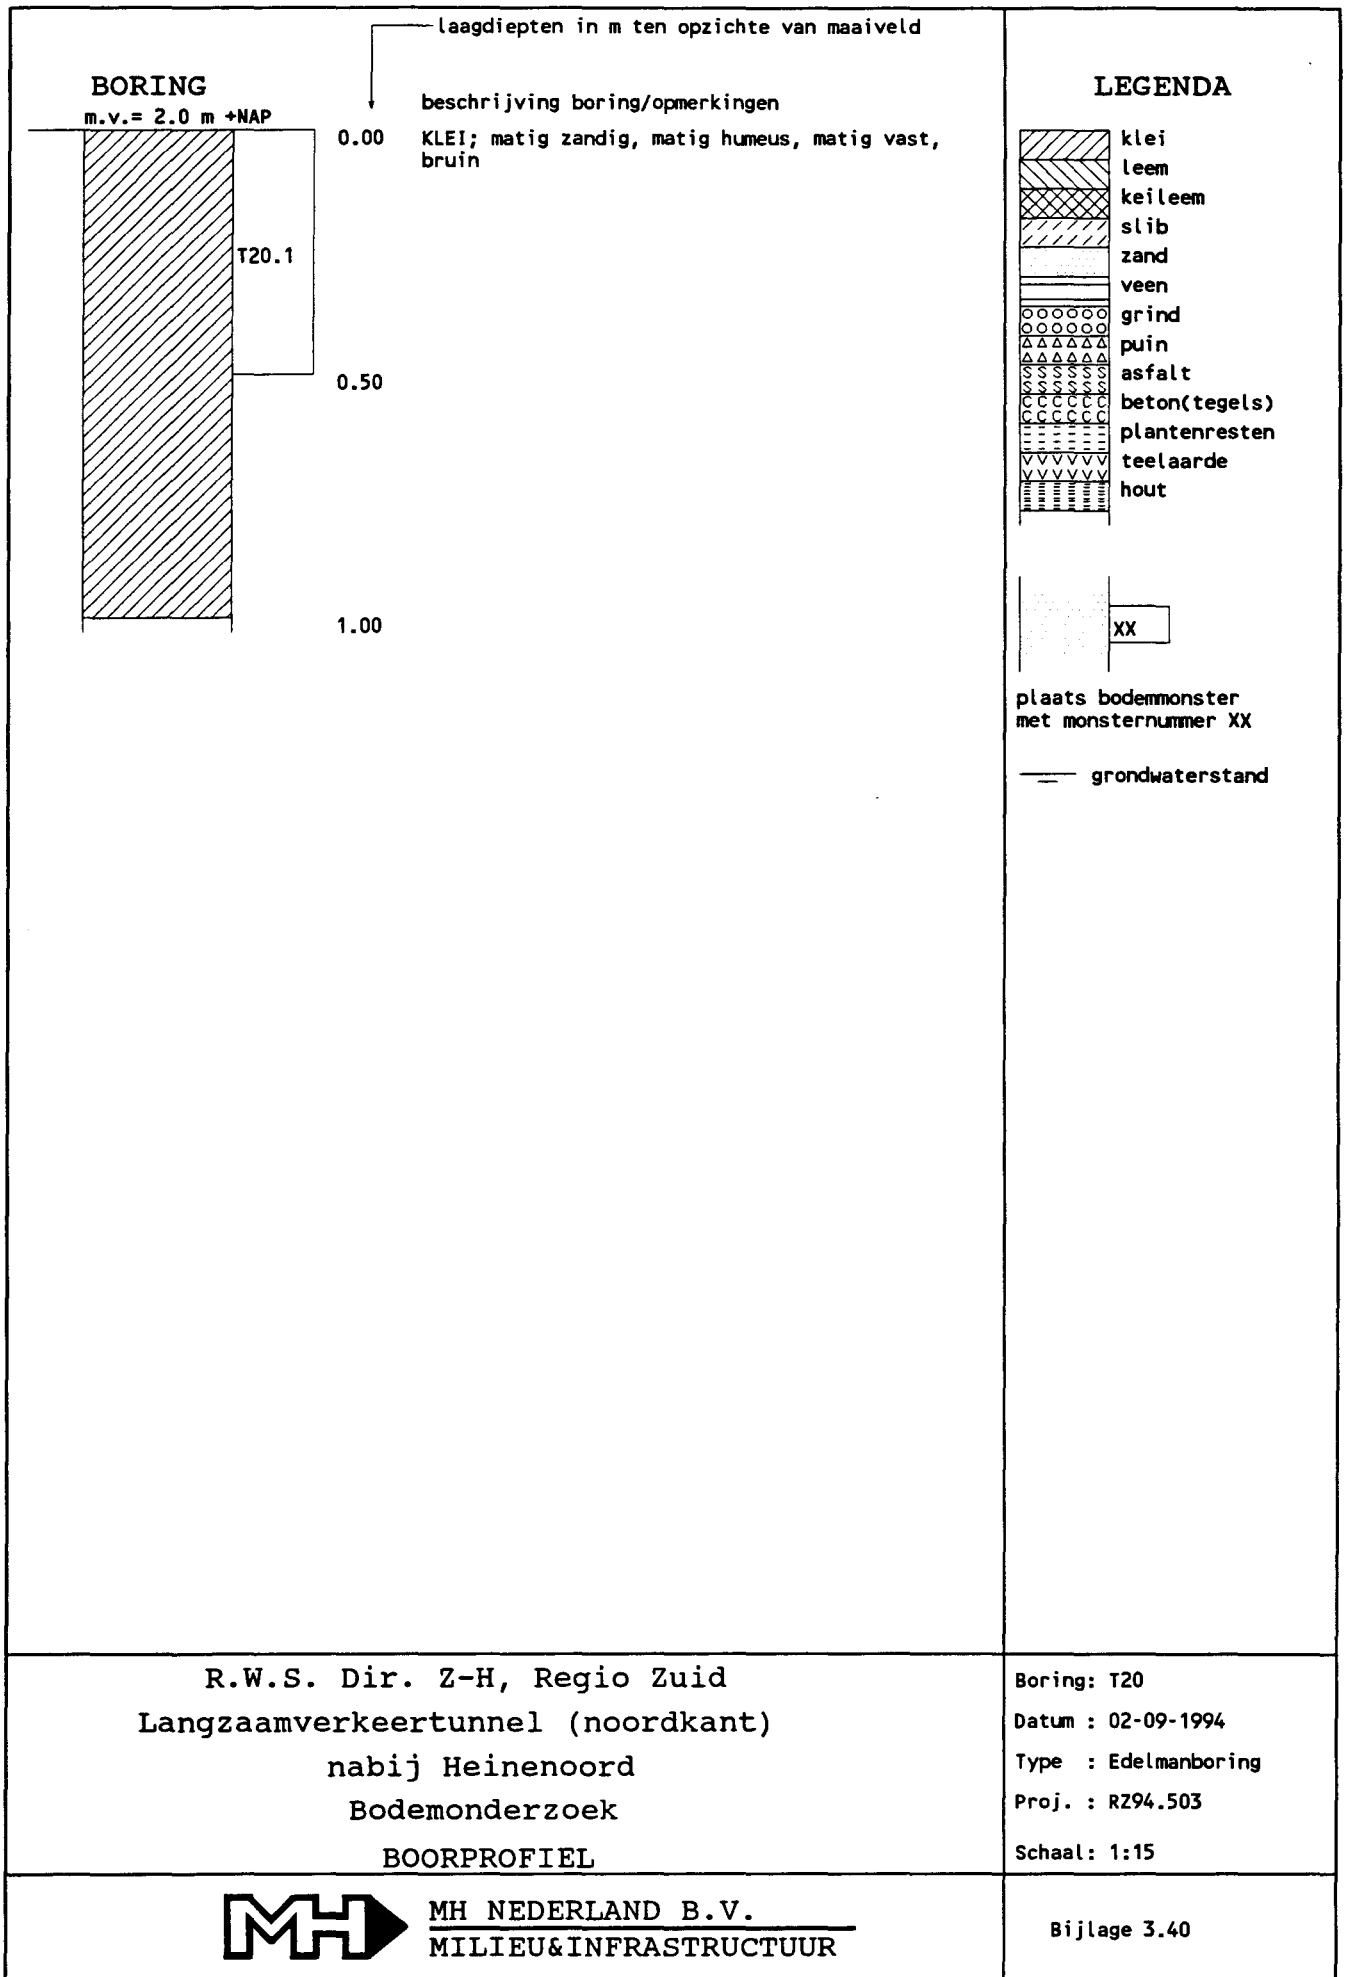 laagdiepten in m ten opzichte van maaiveld
BORING
m.v.= 2.0 m +NAP
beschrijving boring/opmerkingen
0.00 KLEI; matig zandig, matig humeus, matig vast,
bruin
T20.1
0.50
1.00
LEGENDA
klei
leem
keileem
slib
zand
veen
grind
puin
asfalt
beton(tegels)
plantenresten
teelaarde
hout
XX
plaats bodemmonster
met monsternummer XX
grondwaterstand
R.W.S. Dir. Z-H, Regio Zuid
Langzaamverkeertunnel (noordkant)
nabij Heinenoord
Bodemonderzoek
BOORPROFIEL
Boring: T20
Datum : 02-09-1994
Type : Edelmanboring
Proj. : RZ94.503
Schaal: 1:15
MH
MH NEDERLAND B.V.
MILIEU&INFRASTRUCTUUR
Bijlage 3.40